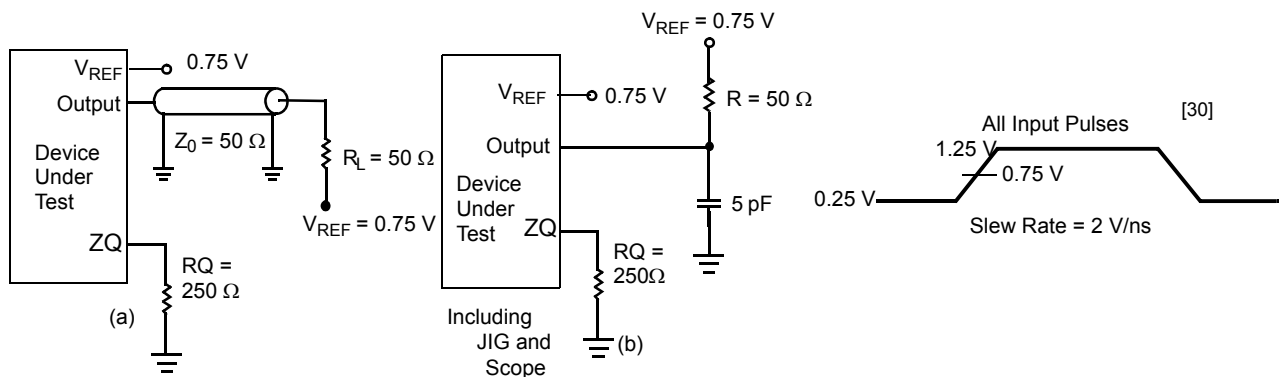 V_REF
0.75 V
Output
Z_0 = 50 Ω
Device
Under
Test
R_L = 50 Ω
V_REF = 0.75 V
ZQ
RQ =
250 Ω
(a)
V_REF = 0.75 V
R = 50 Ω
V_REF
0.75 V
Output
Device
Under
Test
5 pF
ZQ
RQ =
250Ω
Including
JIG and
Scope
(b)
[30]
All Input Pulses
1.25 V
0.75 V
0.25 V
Slew Rate = 2 V/ns